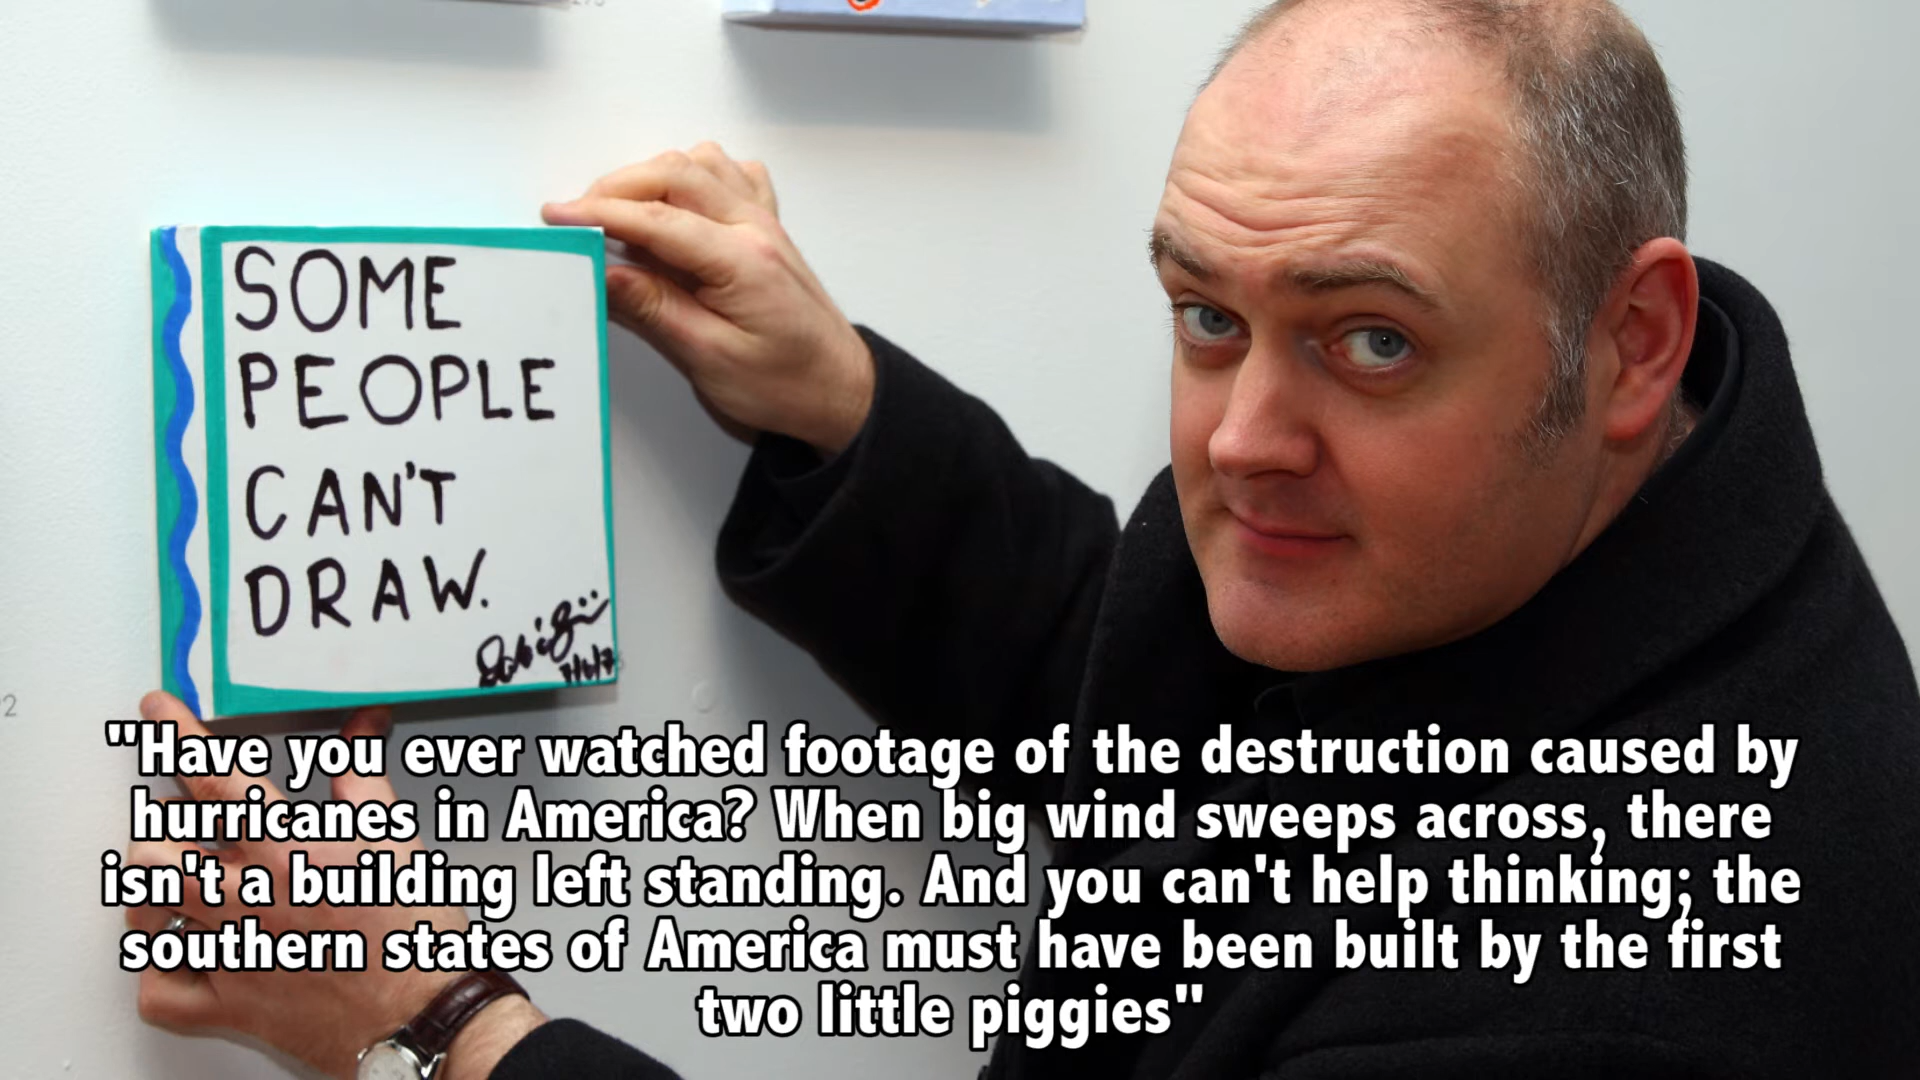 SOME
PEOPLE
CAN'T
DRAW.
"Have you ever watched footage of the destruction caused by
hurricanes in America? When big wind sweeps across, there
isn't a building left standing. And you can't help thinking; the
southern states of America must have been built by the first
two little piggies"